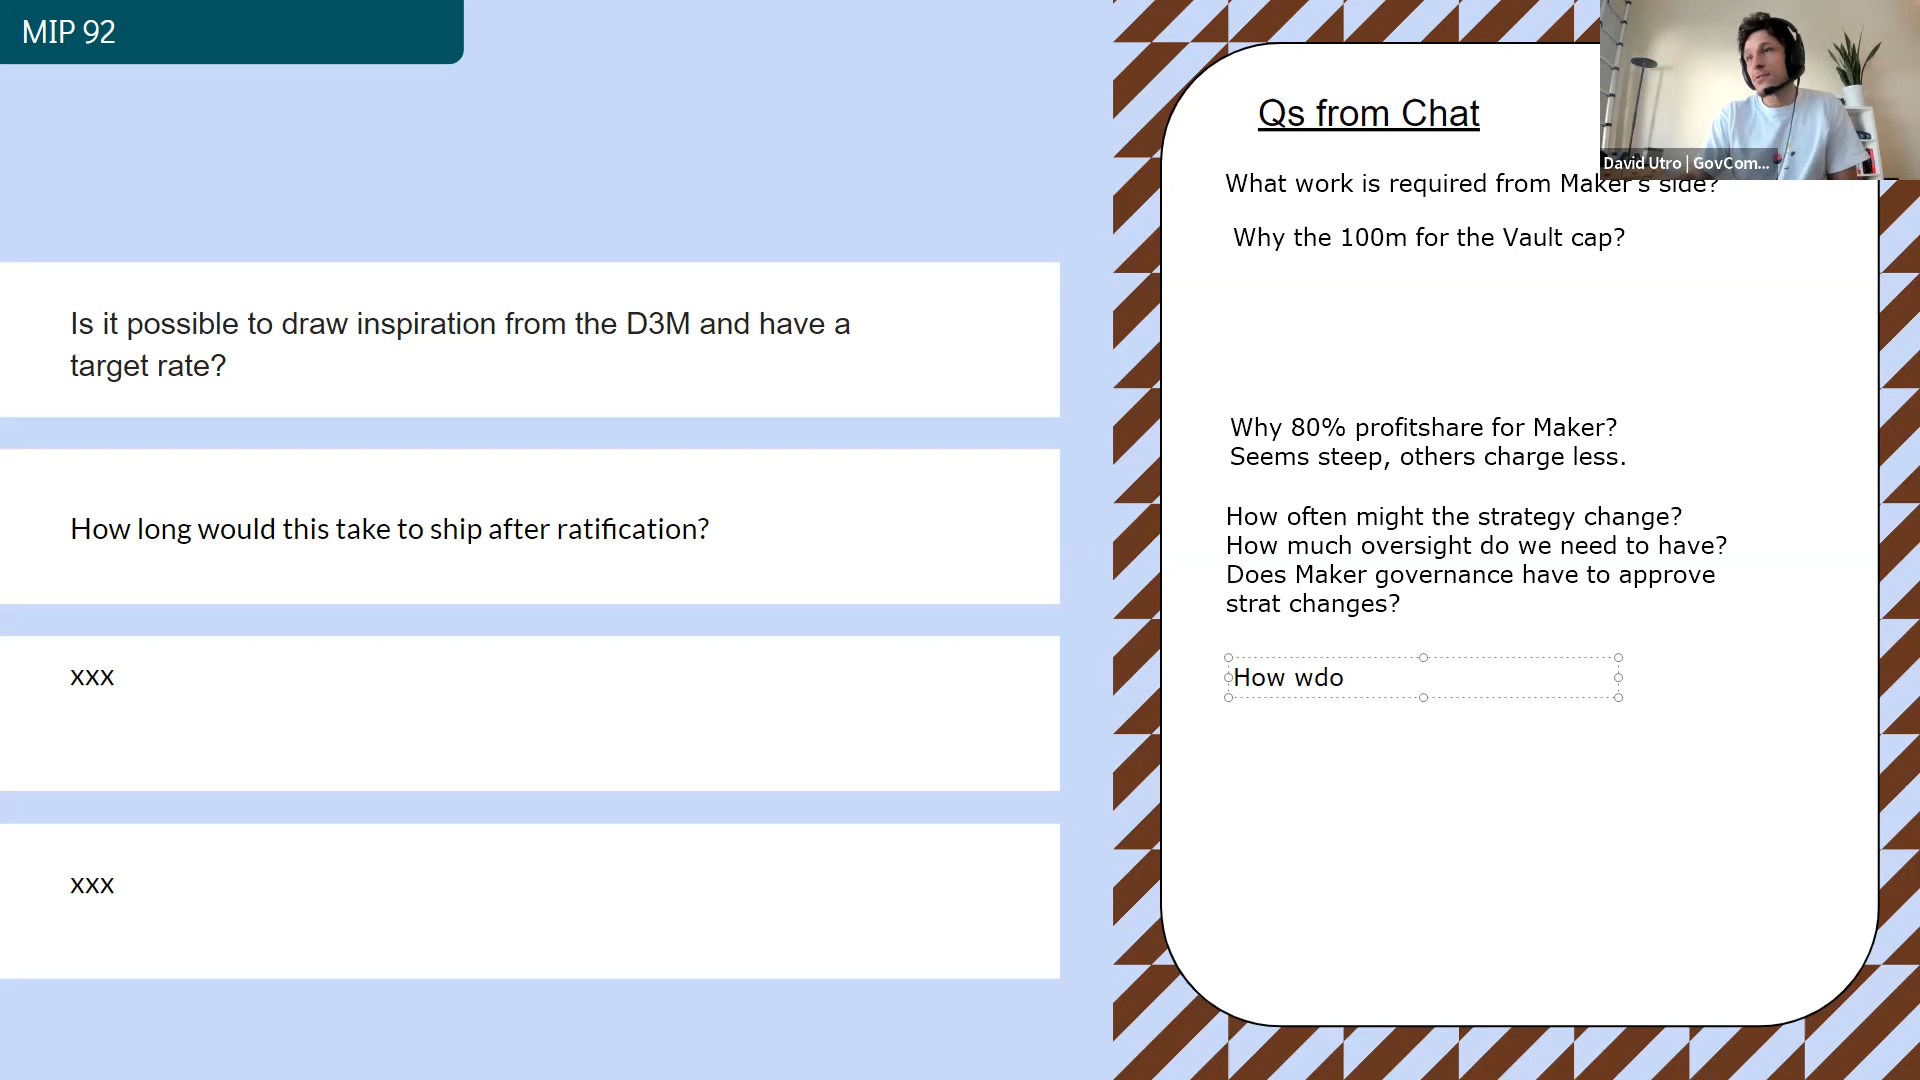 MIP 92
Is it possible to draw inspiration from the D3M and have a
target rate?
How long would this take to ship after ratification?
xxx
xxx
Qs from Chat
What work is required from Maker's side?
Why the 100m for the Vault cap?
Why 80% profitshare for Maker?
Seems steep, others charge less.
How often might the strategy change?
How much oversight do we need to have?
Does Maker governance have to approve
strat changes?
How wdo
David Utro | GovCom...